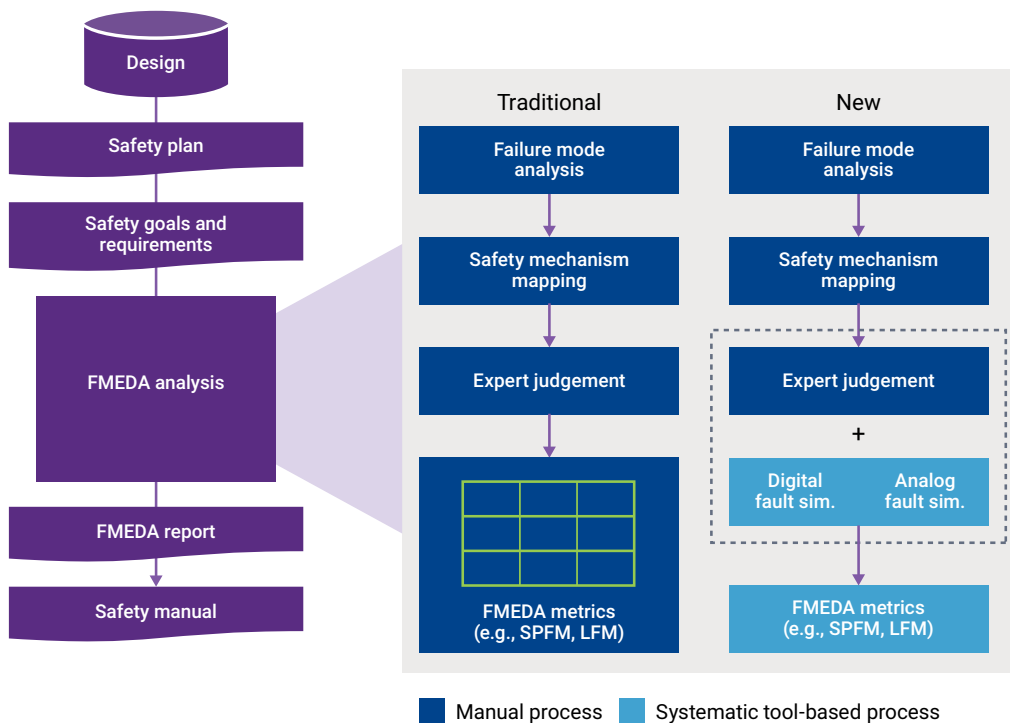 Design
Safety plan
Safety goals and
requirements
FMEDA analysis
FMEDA report
Safety manual
Traditional
Failure mode
analysis
Safety mechanism
mapping
Expert judgement
FMEDA metrics
(e.g., SPFM, LFM)
New
Failure mode
analysis
Safety mechanism
mapping
Expert judgement
+
Digital
fault sim.
Analog
fault sim.
FMEDA metrics
(e.g., SPFM, LFM)
Manual process
Systematic tool-based process